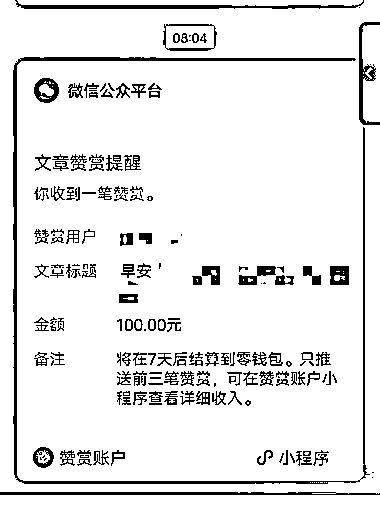 08:04
微信公众平台
文章赞赏提醒
你收到一笔赞赏。
赞赏用户
文章标题 早安
金额 100.00元
备注 将在7天后结算到零钱包。只推
送前三笔赞赏，可在赞赏账户小
程序查看详细收入。
赞赏账户 小程序